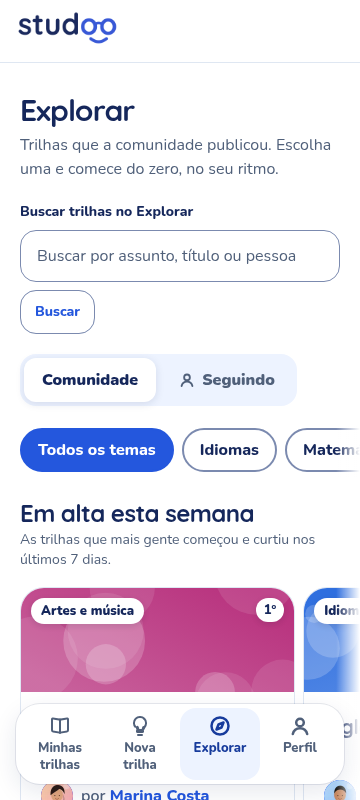 studoo
Explorar
Trilhas que a comunidade publicou. Escolha
uma e comece do zero, no seu ritmo.
Buscar trilhas no Explorar
Buscar por assunto, título ou pessoa
Buscar
Comunidade
Seguindo
Todos os temas
Idiomas
Em alta esta semana
As trilhas que mais gente começou e curtiu nos
últimos 7 dias.
Artes e música
1º
Minhas
trilhas
Nova
trilha
Explorar
Perfil
por Marina Costa